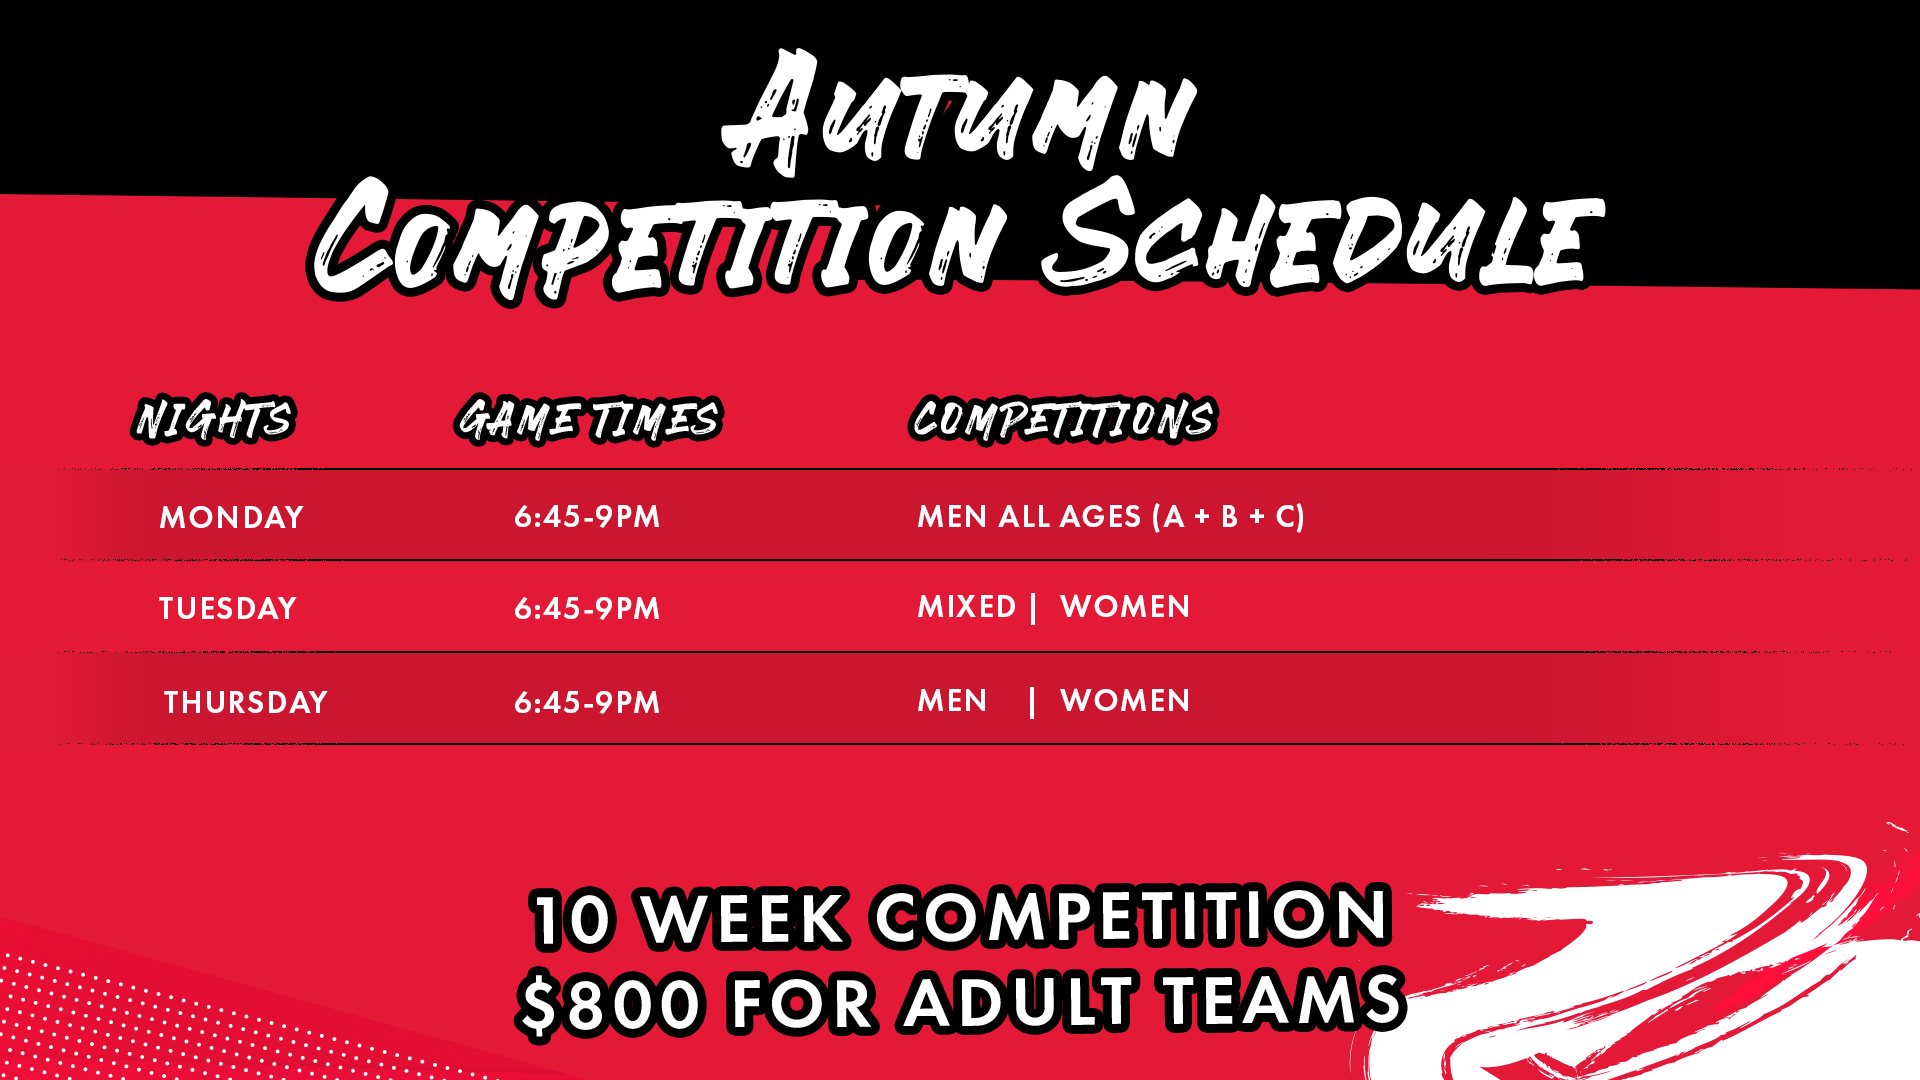 AUTUMN
COMPETITION SCHEDULE
NIGHTS GAME TIMES COMPETITIONS
MONDAY 6:45-9PM MEN ALL AGES (A + B + C)
TUESDAY 6:45-9PM MIXED | WOMEN
THURSDAY 6:45-9PM MEN | WOMEN
10 WEEK COMPETITION
$800 FOR ADULT TEAMS